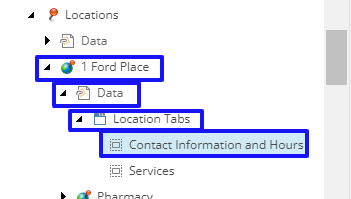 Locations
Data
1 Ford Place
Data
Location Tabs
Contact Information and Hours
Services
Pharmacy